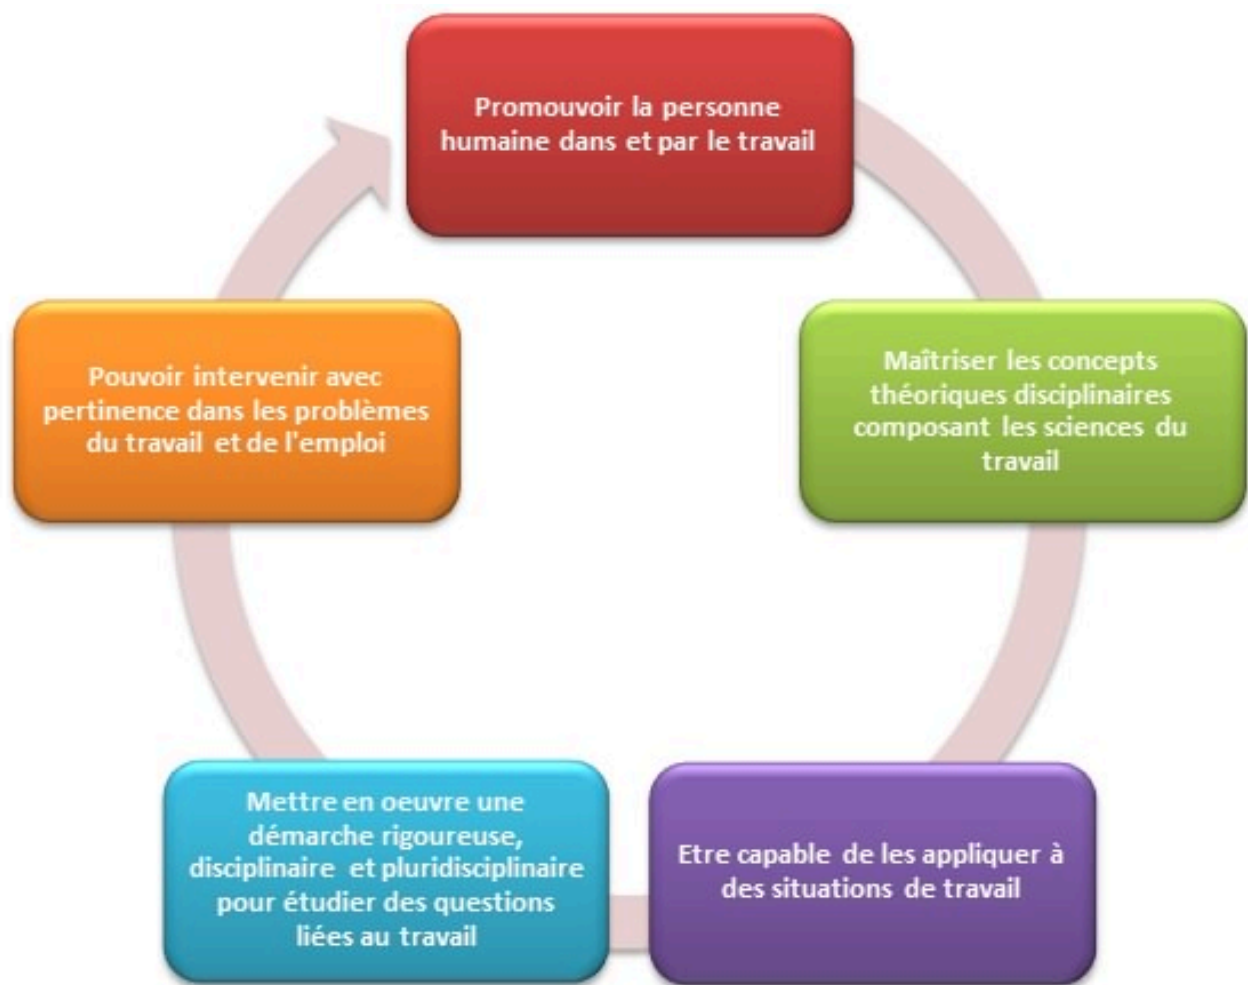 Promouvoir la personne
humaine dans et par le travail
Maîtriser les concepts
théoriques disciplinaires
composant les sciences du
travail
Etre capable de les appliquer à
des situations de travail
Mettre en oeuvre une
démarche rigoureuse,
disciplinaire et pluridisciplinaire
pour étudier des questions
liées au travail
Pouvoir intervenir avec
pertinence dans les problèmes
du travail et de l'emploi